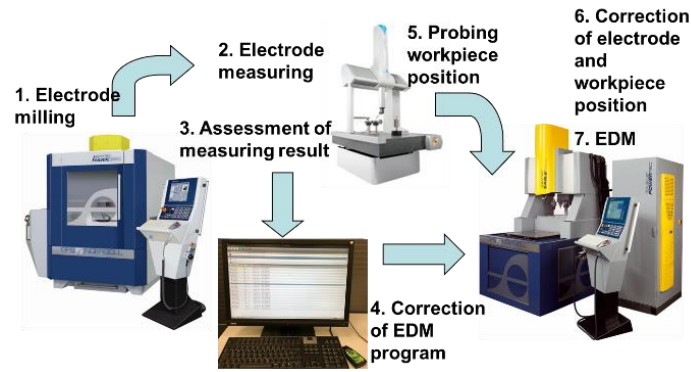 1. Electrode
milling
2. Electrode
measuring
3. Assessment of
measuring result
4. Correction
of EDM
program
5. Probing
workpiece
position
6. Correction
of electrode
and
workpiece
position
7. EDM